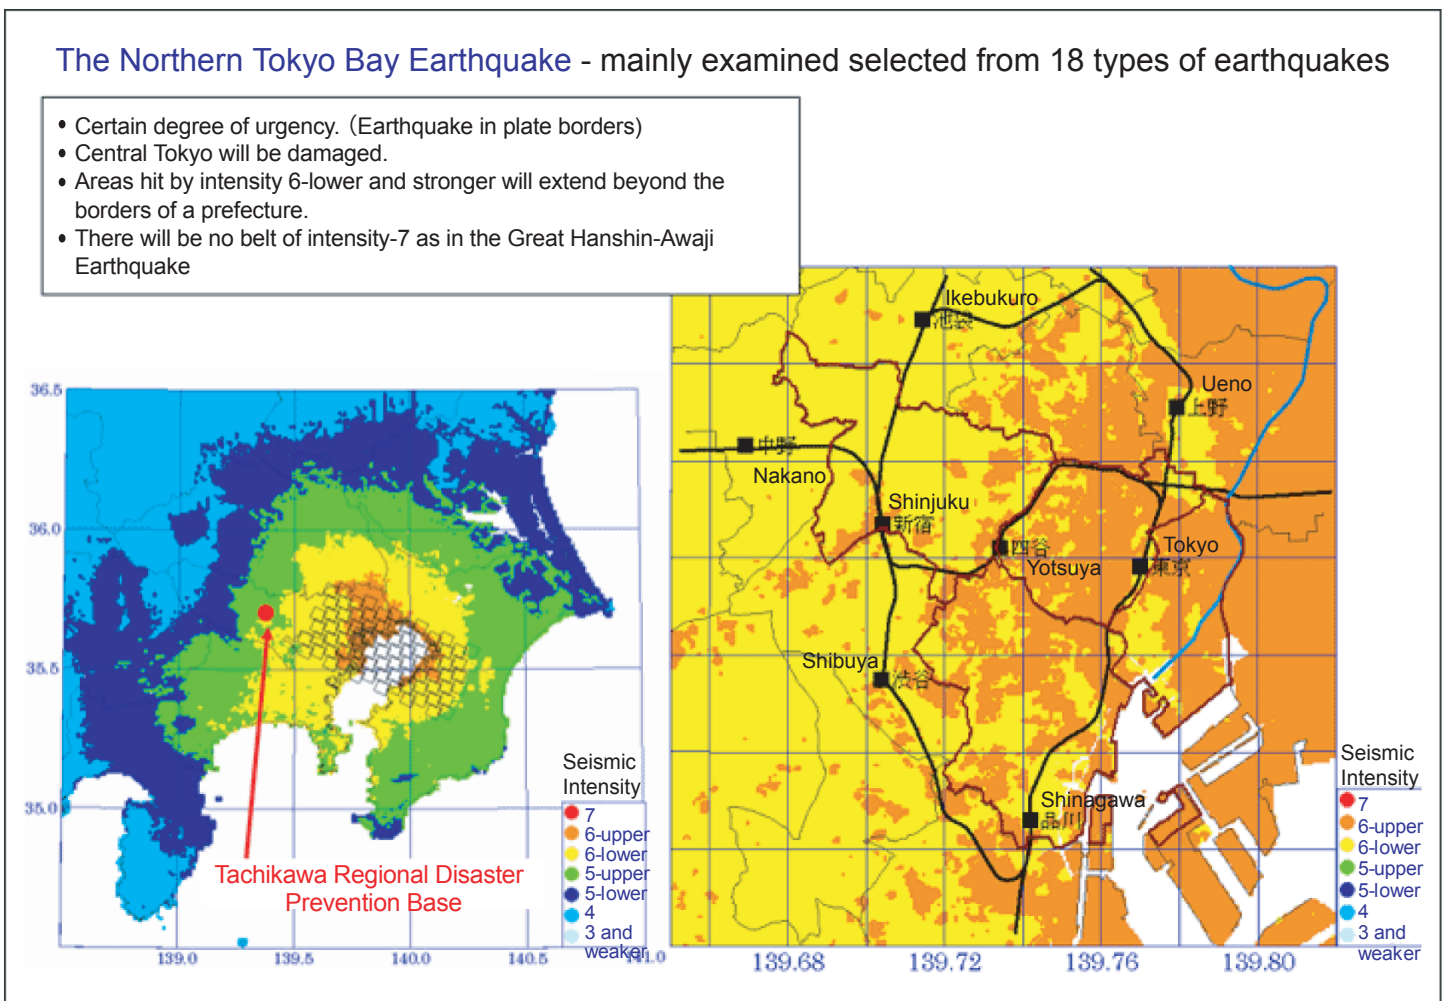 The Northern Tokyo Bay Earthquake - mainly examined selected from 18 types of earthquakes
• Certain degree of urgency. (Earthquake in plate borders)
• Central Tokyo will be damaged.
• Areas hit by intensity 6-lower and stronger will extend beyond the
borders of a prefecture.
• There will be no belt of intensity-7 as in the Great Hanshin-Awaji
Earthquake
36.5
36.0
35.5
35.0
139.0
139.5
140.0
140.5
141.0
Tachikawa Regional Disaster
Prevention Base
Seismic
Intensity
7
6-upper
6-lower
5-upper
5-lower
4
3 and
weaker
Ikebukuro
池袋
Ueno
上野
中野
Nakano
Shinjuku
新宿
四谷
Yotsuya
Tokyo
東京
Shibuya
渋谷
Shinagawa
品川
139.68
139.72
139.76
139.80
Seismic
Intensity
7
6-upper
6-lower
5-upper
5-lower
4
3 and
weaker